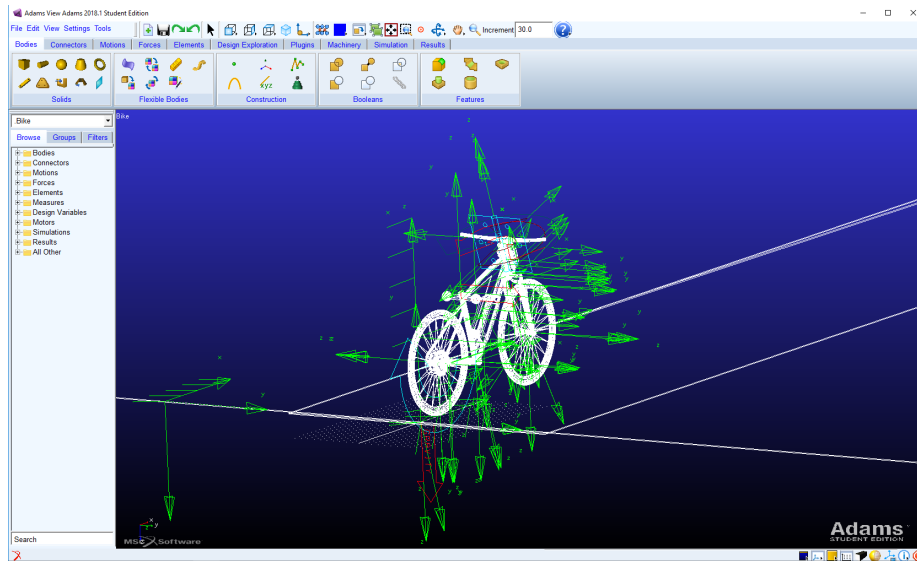 Adams View Adams 2018.1 Student Edition
File Edit View Settings Tools
Increment 30.0
Bodies Connectors Motions Forces Elements Design Exploration Plugins Machinery Simulation Results
xyz
Solids Flexible Bodies Construction Booleans Features
.Bike
Bike
Browse Groups Filters
Bodies
Connectors
Motions
Forces
Elements
Measures
Design Variables
Motors
Simulations
Results
All Other
Search
MSC Software
Adams
STUDENT EDITION